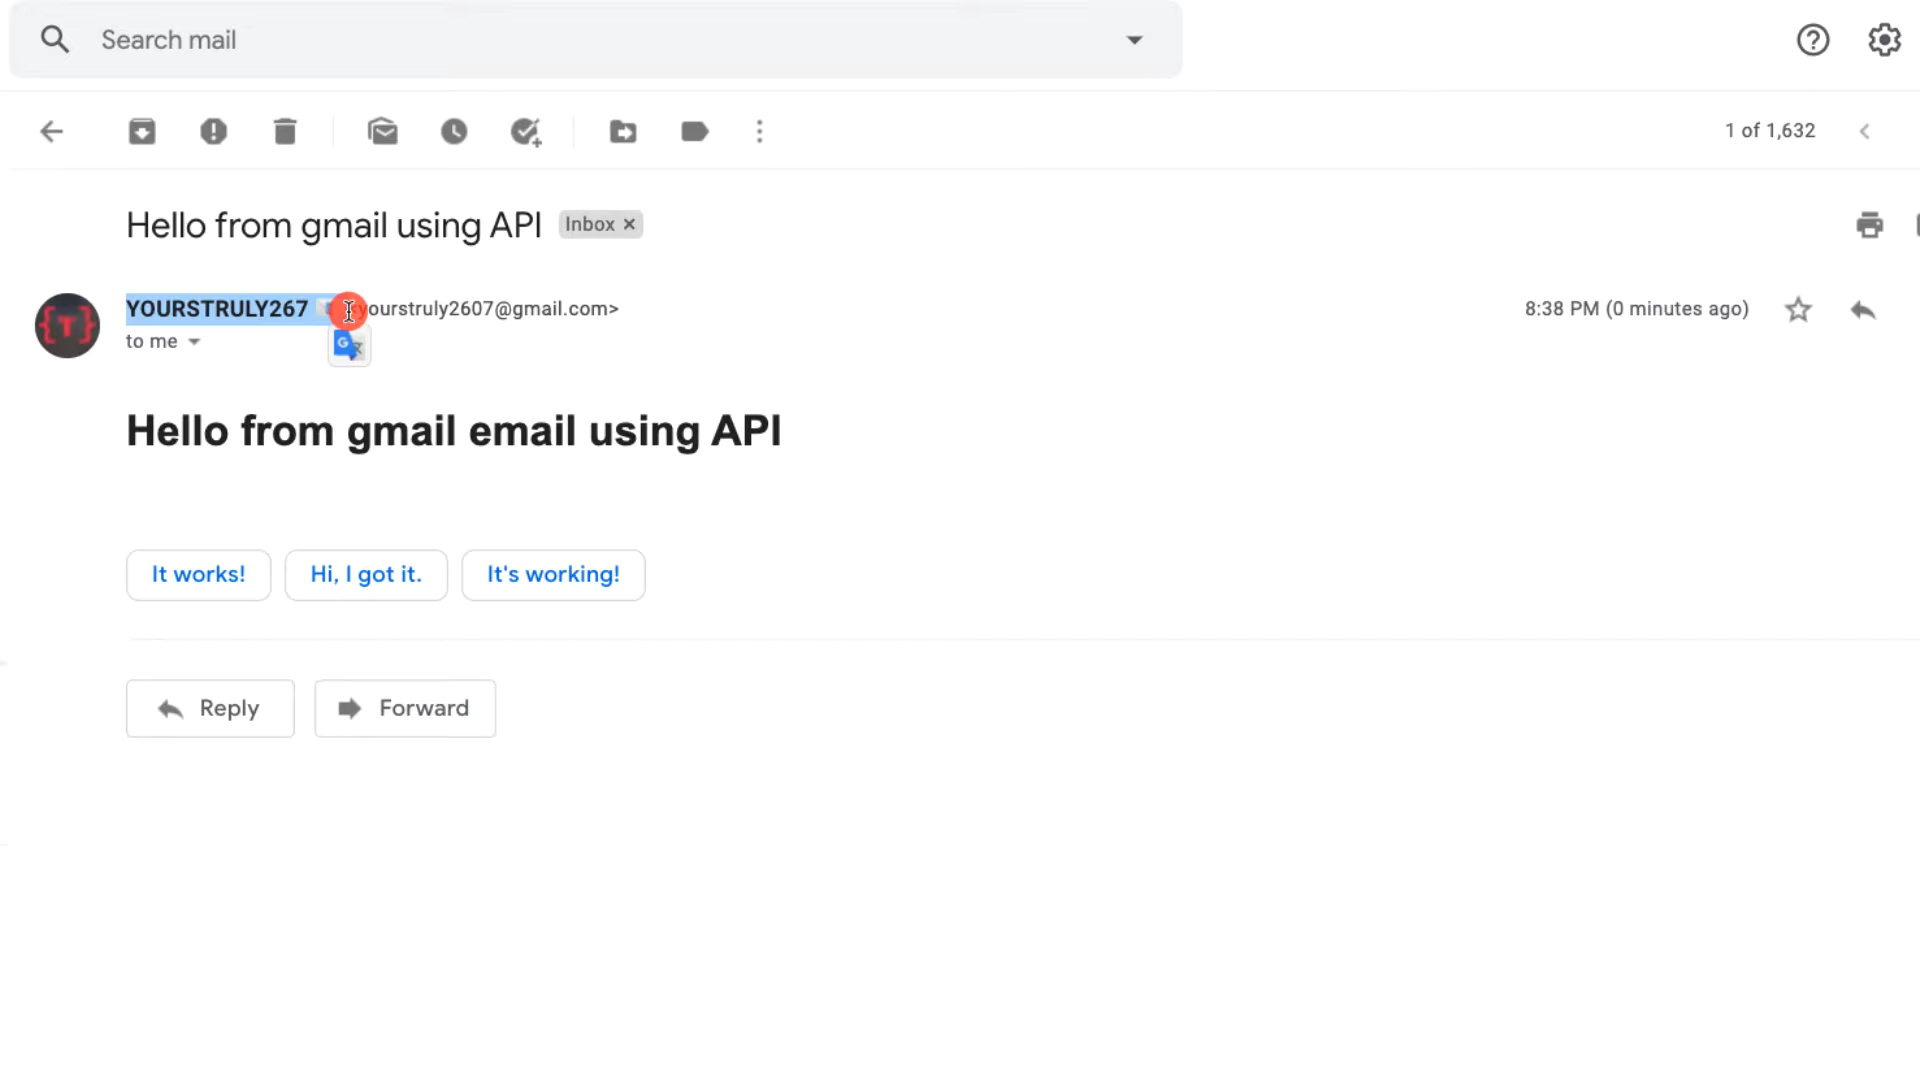 Search mail
1 of 1,632
Hello from gmail using API Inbox ×
YOURSTRULY267 yourstruly2607@gmail.com> 8:38 PM (0 minutes ago)
{T}
to me
G
Hello from gmail email using API
It works! Hi, I got it. It's working!
Reply Forward